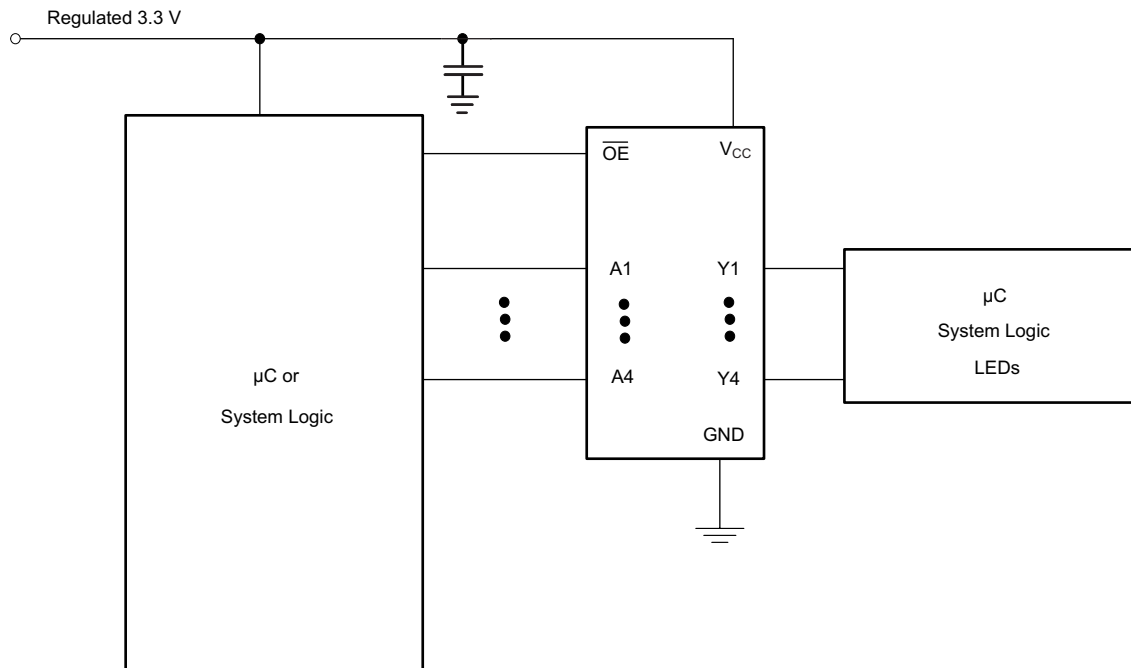 Regulated 3.3 V
OE
VCC
A1
Y1
A4
Y4
GND
µC or
System Logic
µC
System Logic
LEDs